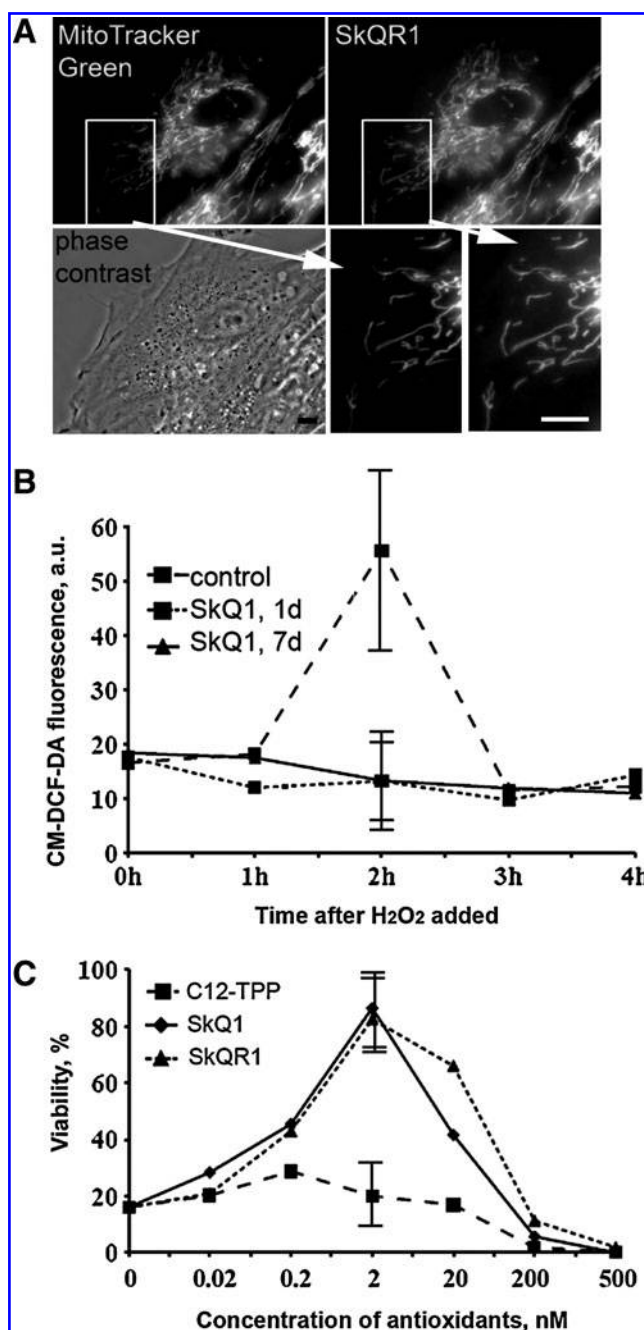 A
MitoTracker
Green
SkQR1
phase
contrast
B
CM-DCF-DA fluorescence, a.u.
60
50
40
30
20
10
0
control
SkQ1, 1d
SkQ1, 7d
0h 1h 2h 3h 4h
Time after H₂O₂ added
C
Viability, %
100
80
60
40
20
0
C12-TPP
SkQ1
SkQR1
0 0.02 0.2 2 20 200 500
Concentration of antioxidants, nM